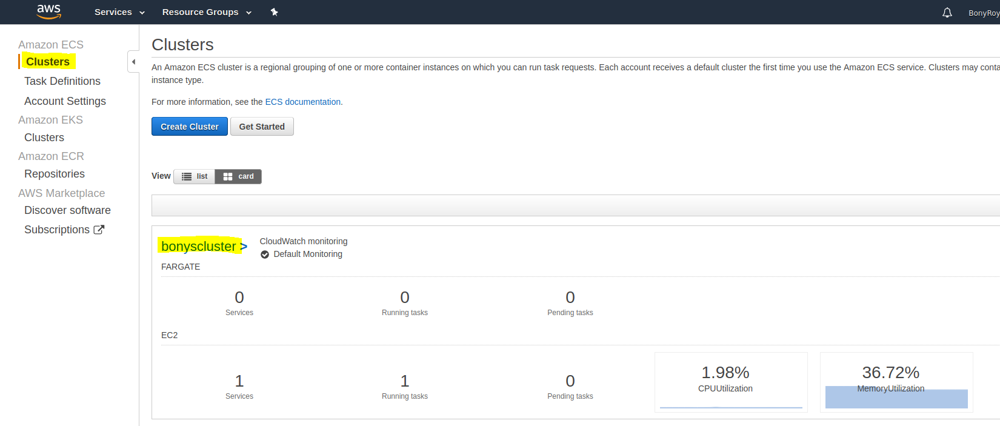 aws Services Resource Groups BonyRoy
Amazon ECS
Clusters
Task Definitions
Account Settings
Amazon EKS
Clusters
Amazon ECR
Repositories
AWS Marketplace
Discover software
Subscriptions
Clusters
An Amazon ECS cluster is a regional grouping of one or more container instances on which you can run task requests. Each account receives a default cluster the first time you use the Amazon ECS service. Clusters may conta
instance type.
For more information, see the ECS documentation.
Create Cluster Get Started
View list card
bonyscluster >
CloudWatch monitoring
Default Monitoring
FARGATE
0 0 0
Services Running tasks Pending tasks
EC2
1 1 0 1.98% 36.72%
Services Running tasks Pending tasks CPUUtilization MemoryUtilization